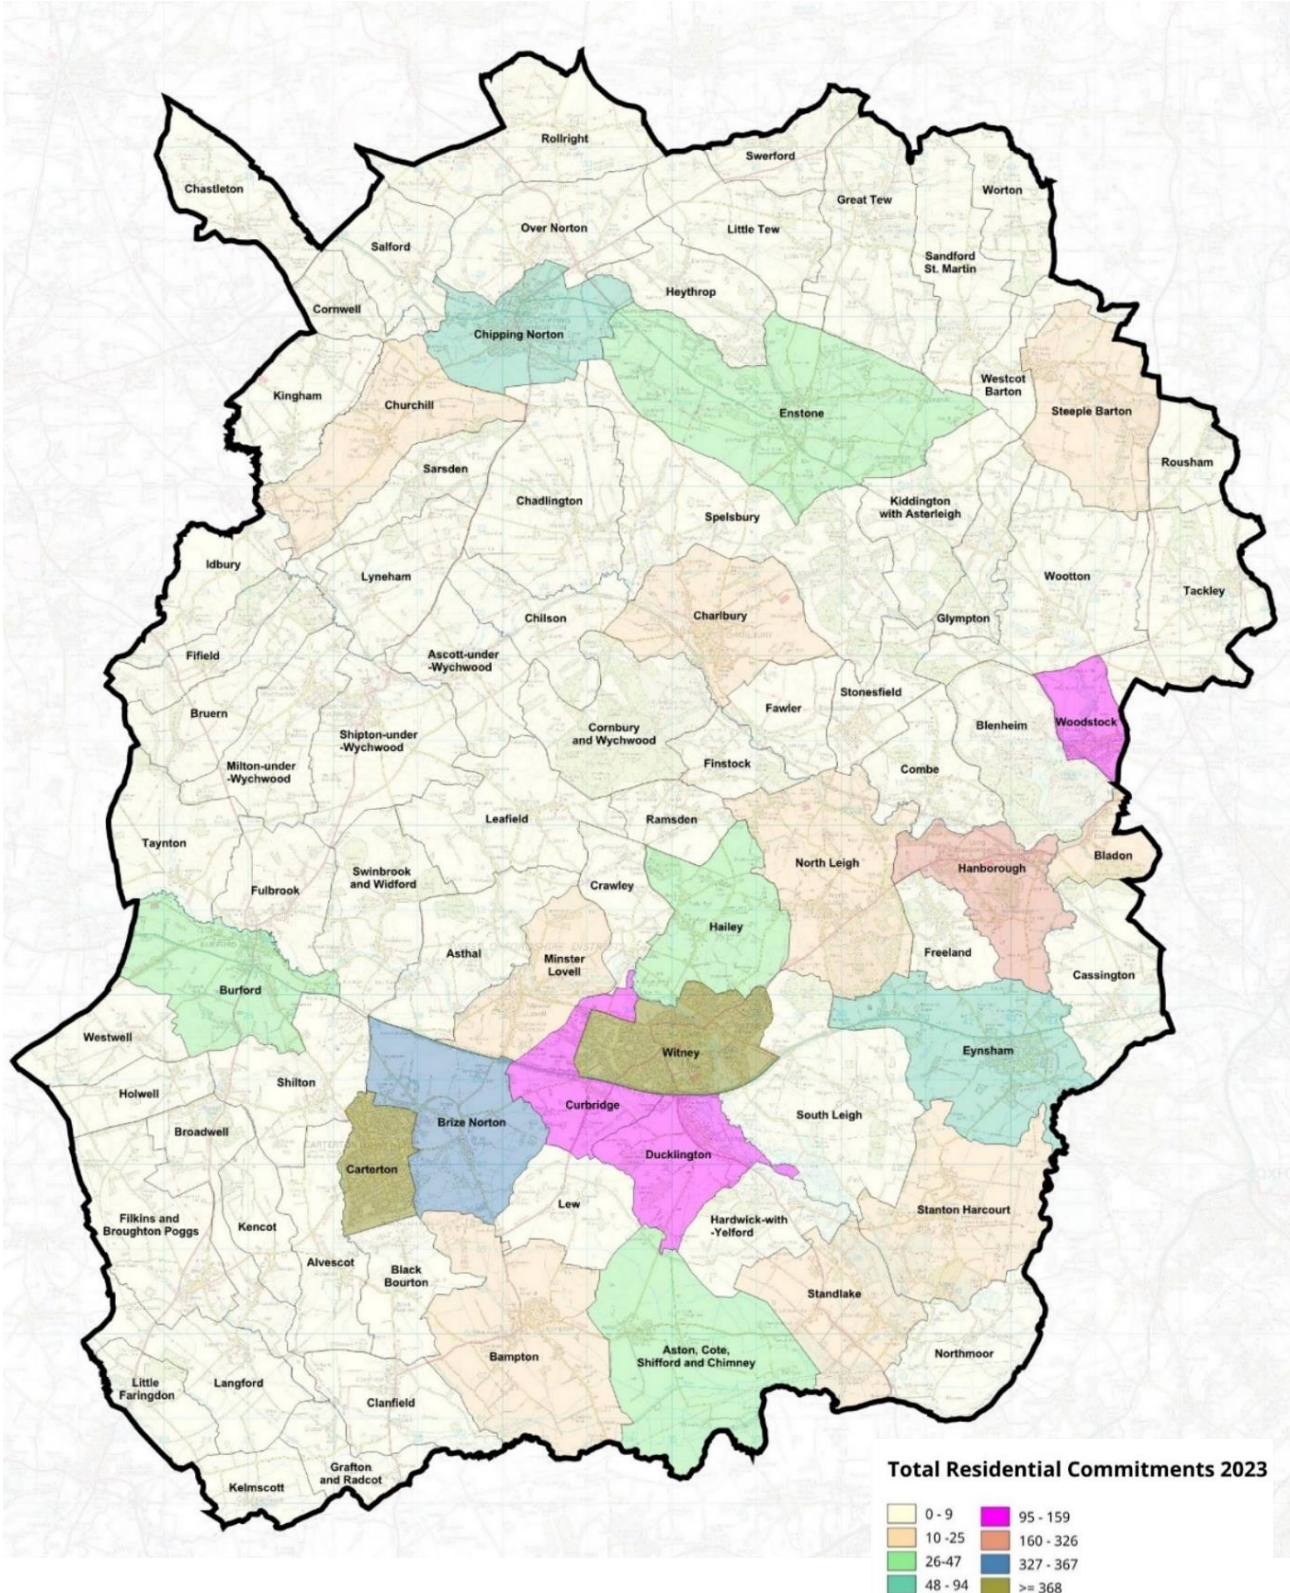 Rollright
Swerford
Chastleton
Worton
Great Tew
Over Norton
Little Tew
Salford
Sandford
St. Martin
Heythrop
Cornwell
Chipping Norton
Westcot
Barton
Kingham
Churchill
Enstone
Steeple Barton
Rousham
Sarsden
Chadlington
Kiddington
with Asterleigh
Spelsbury
Idbury
Lyneham
Wootton
Tackley
Charlbury
Chilson
Glympton
Fifield
Ascott-under
-Wychwood
Stonesfield
Fawler
Bruern
Woodstock
Blenheim
Cornbury
and Wychwood
Shipton-under
-Wychwood
Finstock
Milton-under
-Wychwood
Combe
Leafield
Ramsden
Taynton
Bladon
North Leigh
Hanborough
Swinbrook
and Widford
Crawley
Fulbrook
Hailey
Asthal
Freeland
Minster
Lovell
Cassington
Burford
Westwell
Witney
Eynsham
Shilton
Holwell
Curbridge
South Leigh
Brize Norton
Broadwell
Ducklington
Carterton
Lew
Stanton Harcourt
Filkins and
Broughton Poggs
Kencot
Hardwick-with
-Yelford
Alvescot
Black
Bourton
Standlake
Aston, Cote,
Shifford and Chimney
Northmoor
Bampton
Little
Faringdon
Langford
Clanfield
Grafton
and Radcot
Kelmscott
Total Residential Commitments 2023
0 - 9
10 -25
26-47
48 - 94
95 - 159
160 - 326
327 - 367
>= 368